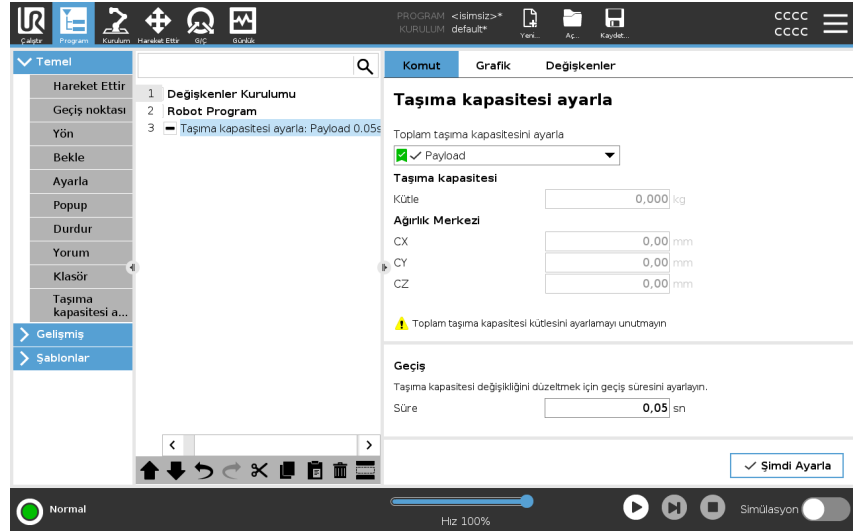 UR
Çalıştır
Program
Kurulum
Hareket Ettir
G/Ç
Günlük
PROGRAM <isimsiz>*
KURULUM default*
Yeni...
Aç...
Kaydet...
cccc
cccc
Temel
Hareket Ettir
Geçiş noktası
Yön
Bekle
Ayarla
Popup
Durdur
Yorum
Klasör
Taşıma
kapasitesi a...
Gelişmiş
Şablonlar
1 Değişkenler Kurulumu
2 Robot Program
3 Taşıma kapasitesi ayarla: Payload 0.05s
Komut Grafik Değişkenler
Taşıma kapasitesi ayarla
Toplam taşıma kapasitesini ayarla
Payload
Taşıma kapasitesi
Kütle 0,000 kg
Ağırlık Merkezi
CX 0,00 mm
CY 0,00 mm
CZ 0,00 mm
Toplam taşıma kapasitesi kütlesini ayarlamayı unutmayın
Geçiş
Taşıma kapasitesi değişikliğini düzeltmek için geçiş süresini ayarlayın.
Süre 0,05 sn
Şimdi Ayarla
Normal
Hız 100%
Simülasyon